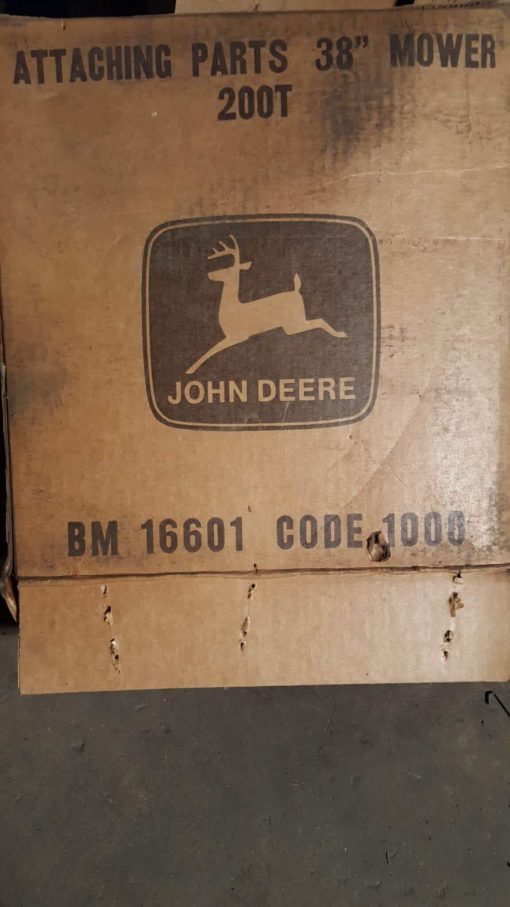 ATTACHING PARTS 38" MOWER
200T
JOHN DEERE
BM 16601 CODE 1000